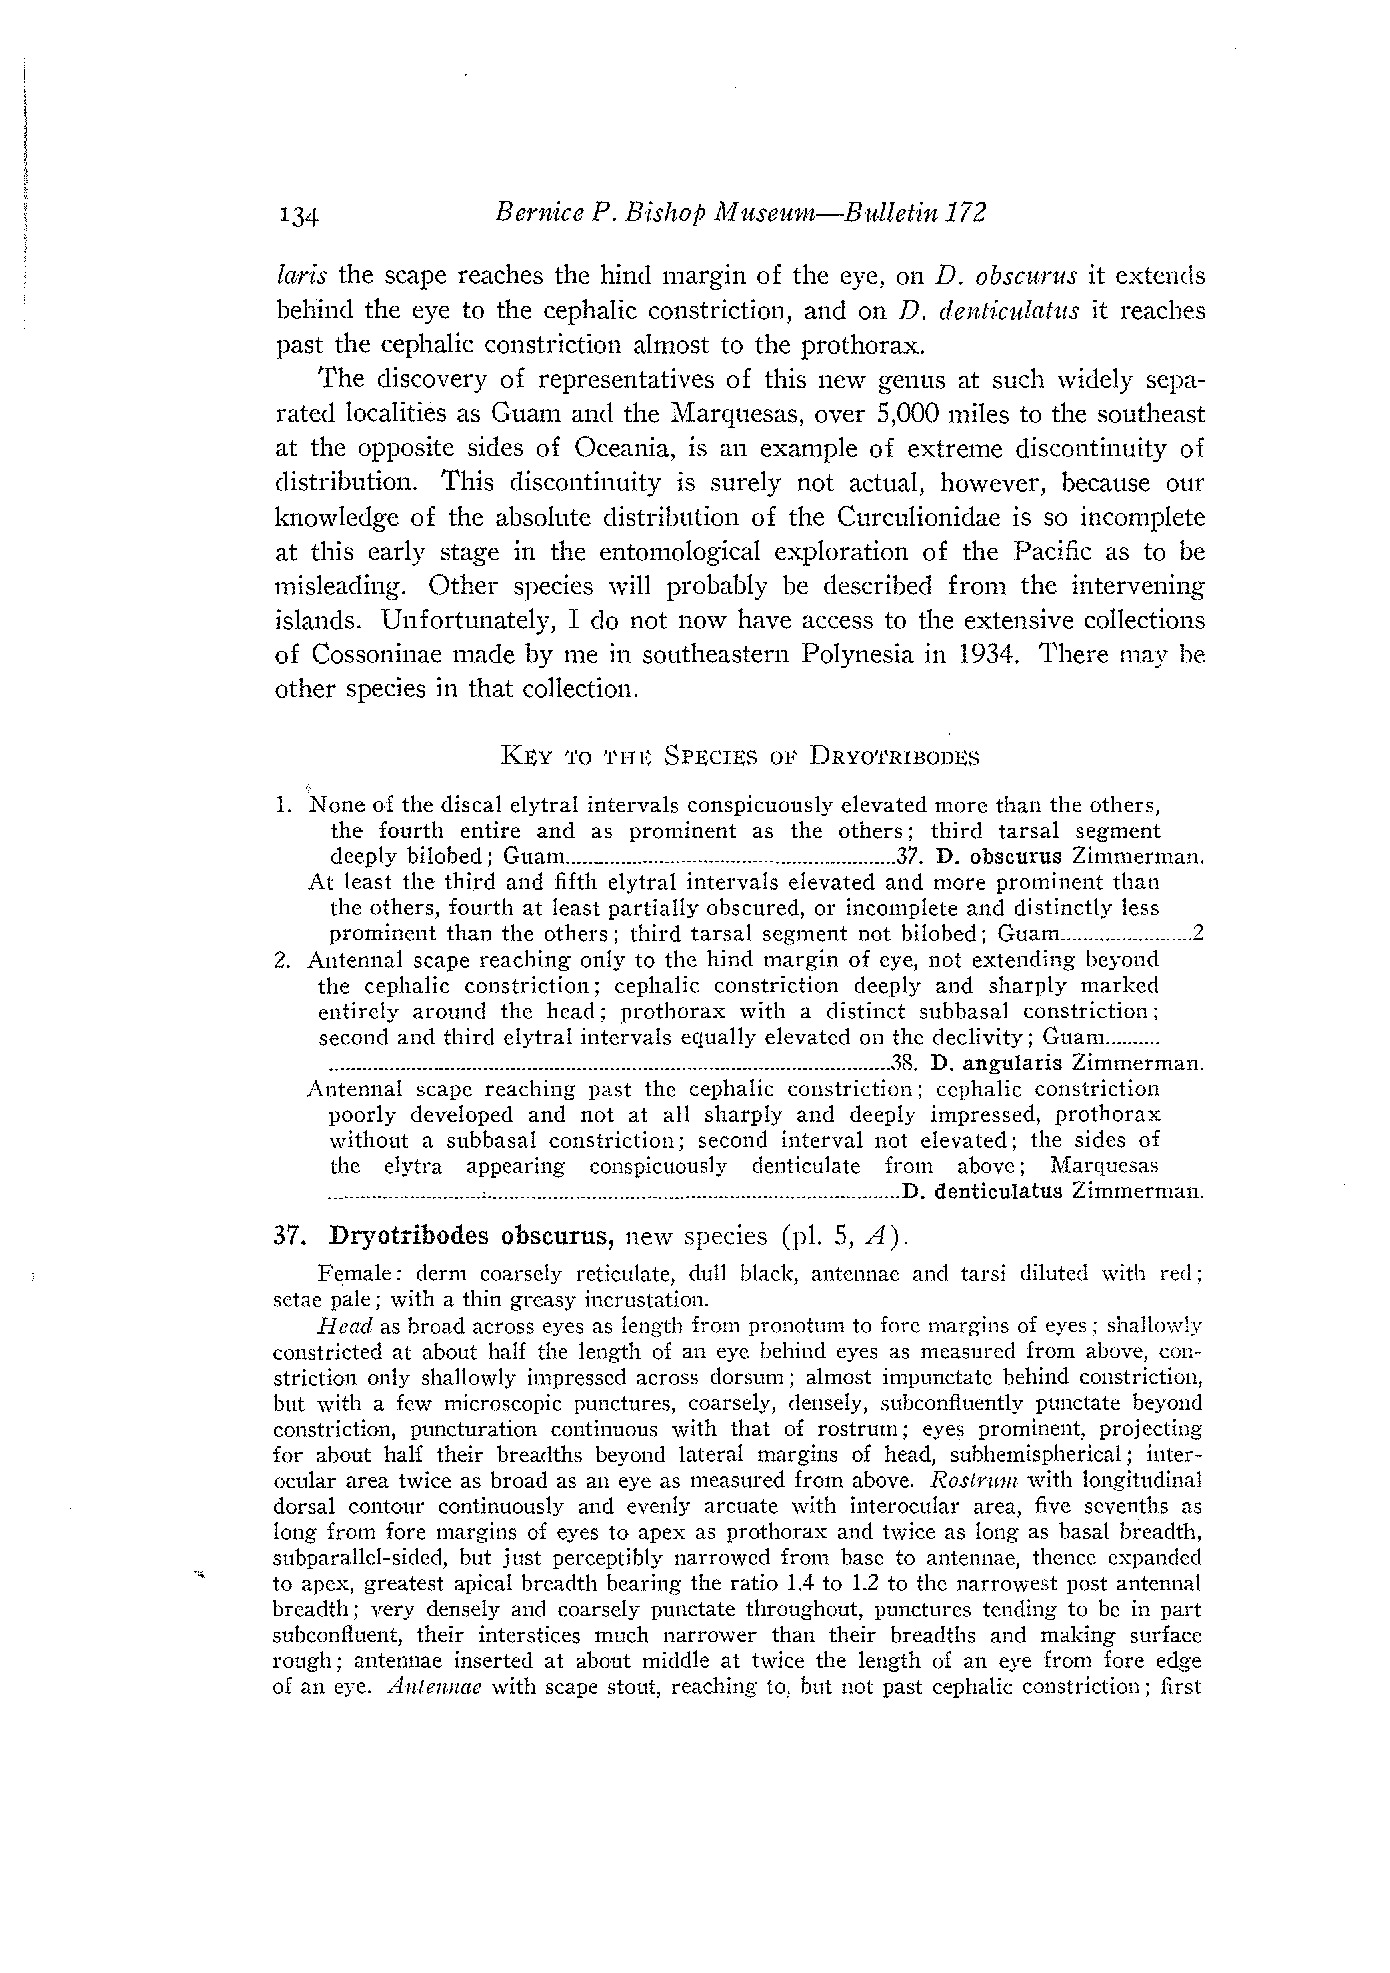 134 Bernice P. Bishop Museum—Bulletin 172
laris the scape reaches the hind margin of the eye, on D. obscurus it extends
behind the eye to the cephalic constriction, and on D. denticulatus it reaches
past the cephalic constriction almost to the prothorax.
The discovery of representatives of this new genus at such widely sepa-
rated localities as Guam and the Marquesas, over 5,000 miles to the southeast
at the opposite sides of Oceania, is an example of extreme discontinuity of
distribution. This discontinuity is surely not actual, however, because our
knowledge of the absolute distribution of the Curculionidae is so incomplete
at this early stage in the entomological exploration of the Pacific as to be
misleading. Other species will probably be described from the intervening
islands. Unfortunately, I do not now have access to the extensive collections
of Cossoninae made by me in southeastern Polynesia in 1934. There may be
other species in that collection.
KEY TO THE SPECIES OF DRYOTRIBODES
1. None of the discal elytral intervals conspicuously elevated more than the others,
the fourth entire and as prominent as the others; third tarsal segment
deeply bilobed; Guam..........37. D. obscurus Zimmerman.
At least the third and fifth elytral intervals elevated and more prominent than
the others, fourth at least partially obscured, or incomplete and distinctly less
prominent than the others; third tarsal segment not bilobed; Guam..........2
2. Antennal scape reaching only to the hind margin of eye, not extending beyond
the cephalic constriction; cephalic constriction deeply and sharply marked
entirely around the head; prothorax with a distinct subbasal constriction;
second and third elytral intervals equally elevated on the declivity; Guam..........
..........38. D. angularis Zimmerman.
Antennal scape reaching past the cephalic constriction; cephalic constriction
poorly developed and not at all sharply and deeply impressed, prothorax
without a subbasal constriction; second interval not elevated; the sides of
the elytra appearing conspicuously denticulate from above; Marquesas
..........D. denticulatus Zimmerman.
37. Dryotribodes obscurus, new species (pl. 5, A).
Female: derm coarsely reticulate, dull black, antennae and tarsi diluted with red;
setae pale; with a thin greasy incrustation.
Head as broad across eyes as length from pronotum to fore margins of eyes; shallowly
constricted at about half the length of an eye behind eyes as measured from above, con-
striction only shallowly impressed across dorsum; almost impunctate behind constriction,
but with a few microscopic punctures, coarsely, densely, subconfluently punctate beyond
constriction, puncturation continuous with that of rostrum; eyes prominent, projecting
for about half their breadths beyond lateral margins of head, subhemispherical; inter-
ocular area twice as broad as an eye as measured from above. Rostrum with longitudinal
dorsal contour continuously and evenly arcuate with interocular area, five sevenths as
long from fore margins of eyes to apex as prothorax and twice as long as basal breadth,
subparallel-sided, but just perceptibly narrowed from base to antennae, thence expanded
to apex, greatest apical breadth bearing the ratio 1.4 to 1.2 to the narrowest post antennal
breadth; very densely and coarsely punctate throughout, punctures tending to be in part
subconfluent, their interstices much narrower than their breadths and making surface
rough; antennae inserted at about middle at twice the length of an eye from fore edge
of an eye. Antennae with scape stout, reaching to, but not past cephalic constriction; first